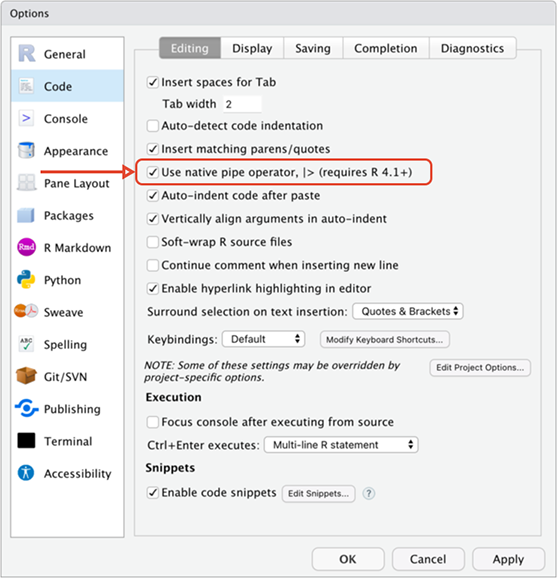 Options
General
Code
Console
Appearance
Pane Layout
Packages
Rmd
R Markdown
Python
Sweave
ABC
Spelling
Git/SVN
Publishing
Terminal
Accessibility
Editing Display Saving Completion Diagnostics
Insert spaces for Tab
Tab width 2
Auto-detect code indentation
Insert matching parens/quotes
Use native pipe operator, |> (requires R 4.1+)
Auto-indent code after paste
Vertically align arguments in auto-indent
Soft-wrap R source files
Continue comment when inserting new line
Enable hyperlink highlighting in editor
Surround selection on text insertion: Quotes & Brackets
Keybindings: Default Modify Keyboard Shortcuts...
NOTE: Some of these settings may be overridden by
project-specific options.
Edit Project Options...
Execution
Focus console after executing from source
Ctrl+Enter executes: Multi-line R statement
Snippets
Enable code snippets Edit Snippets... ?
OK Cancel Apply